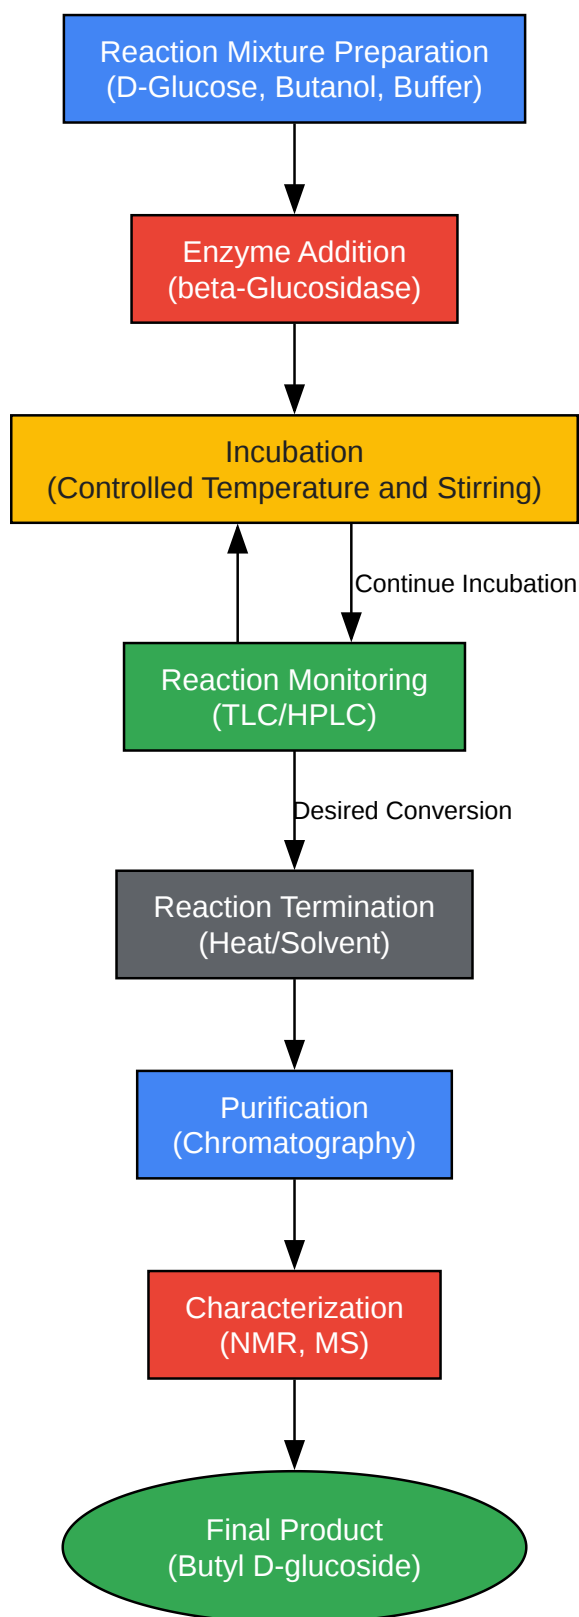 Reaction Mixture Preparation
(D-Glucose, Butanol, Buffer)
Enzyme Addition
(beta-Glucosidase)
Incubation
(Controlled Temperature and Stirring)
Continue Incubation
Reaction Monitoring
(TLC/HPLC)
Desired Conversion
Reaction Termination
(Heat/Solvent)
Purification
(Chromatography)
Characterization
(NMR, MS)
Final Product
(Butyl D-glucoside)